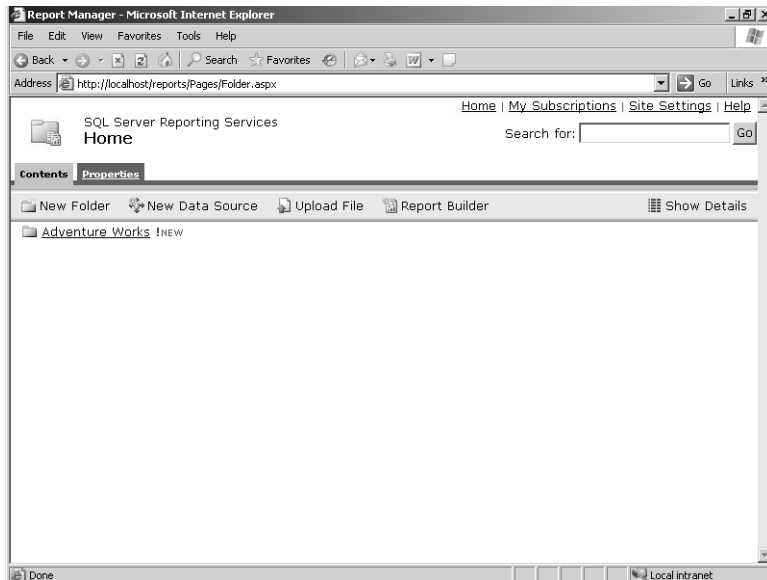 Report Manager - Microsoft Internet Explorer
File Edit View Favorites Tools Help
Back Search Favorites
Address http://localhost/reports/Pages/Folder.aspx Go Links »
Home | My Subscriptions | Site Settings | Help
SQL Server Reporting Services
Home
Search for: Go
Contents Properties
New Folder New Data Source Upload File Report Builder Show Details
Adventure Works !NEW
Done Local intranet